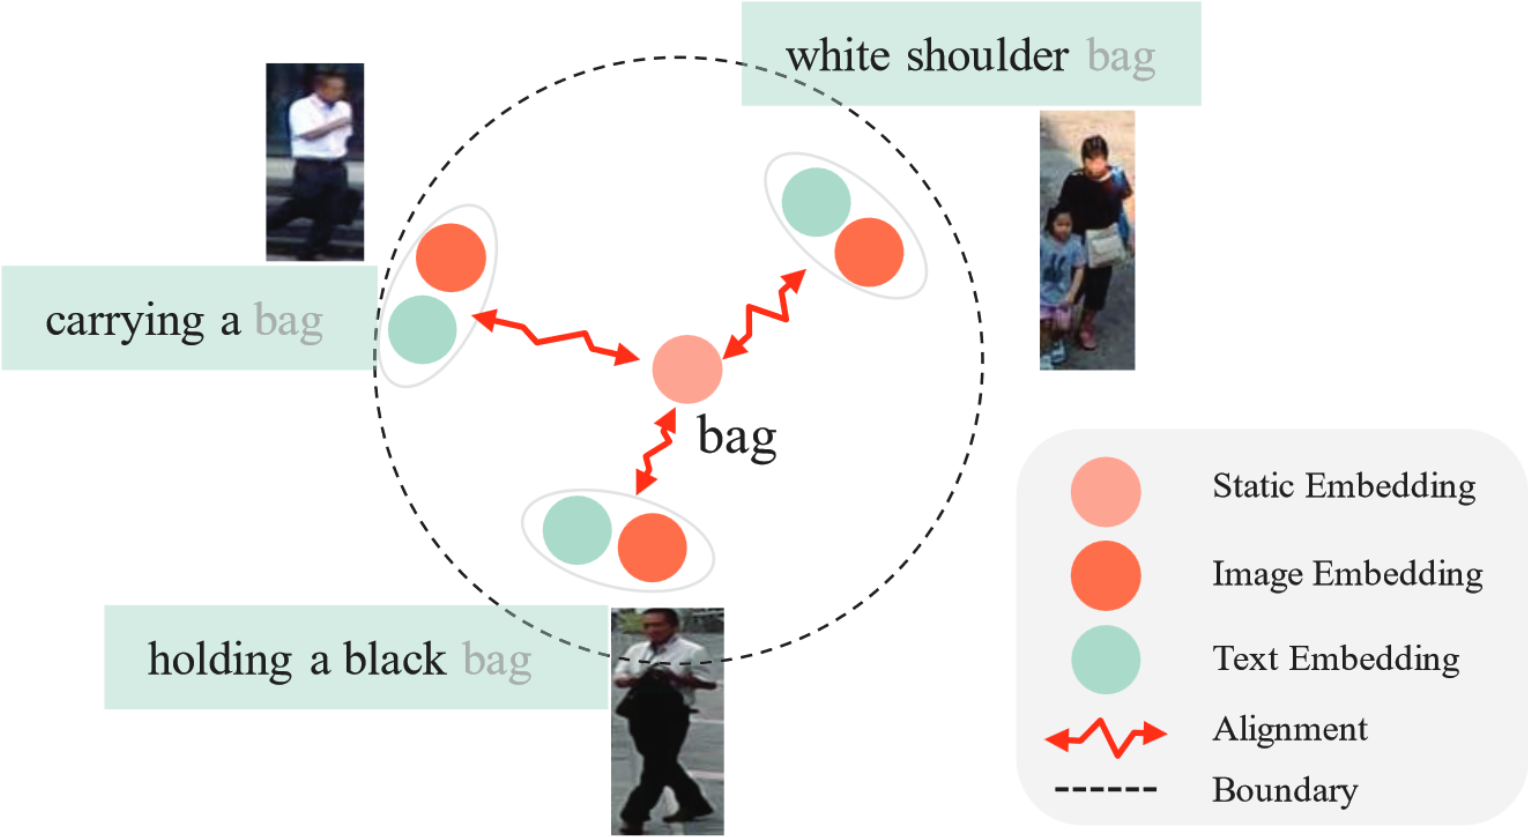 white shoulder bag
carrying a bag
bag
holding a black bag
Static Embedding
Image Embedding
Text Embedding
Alignment
Boundary